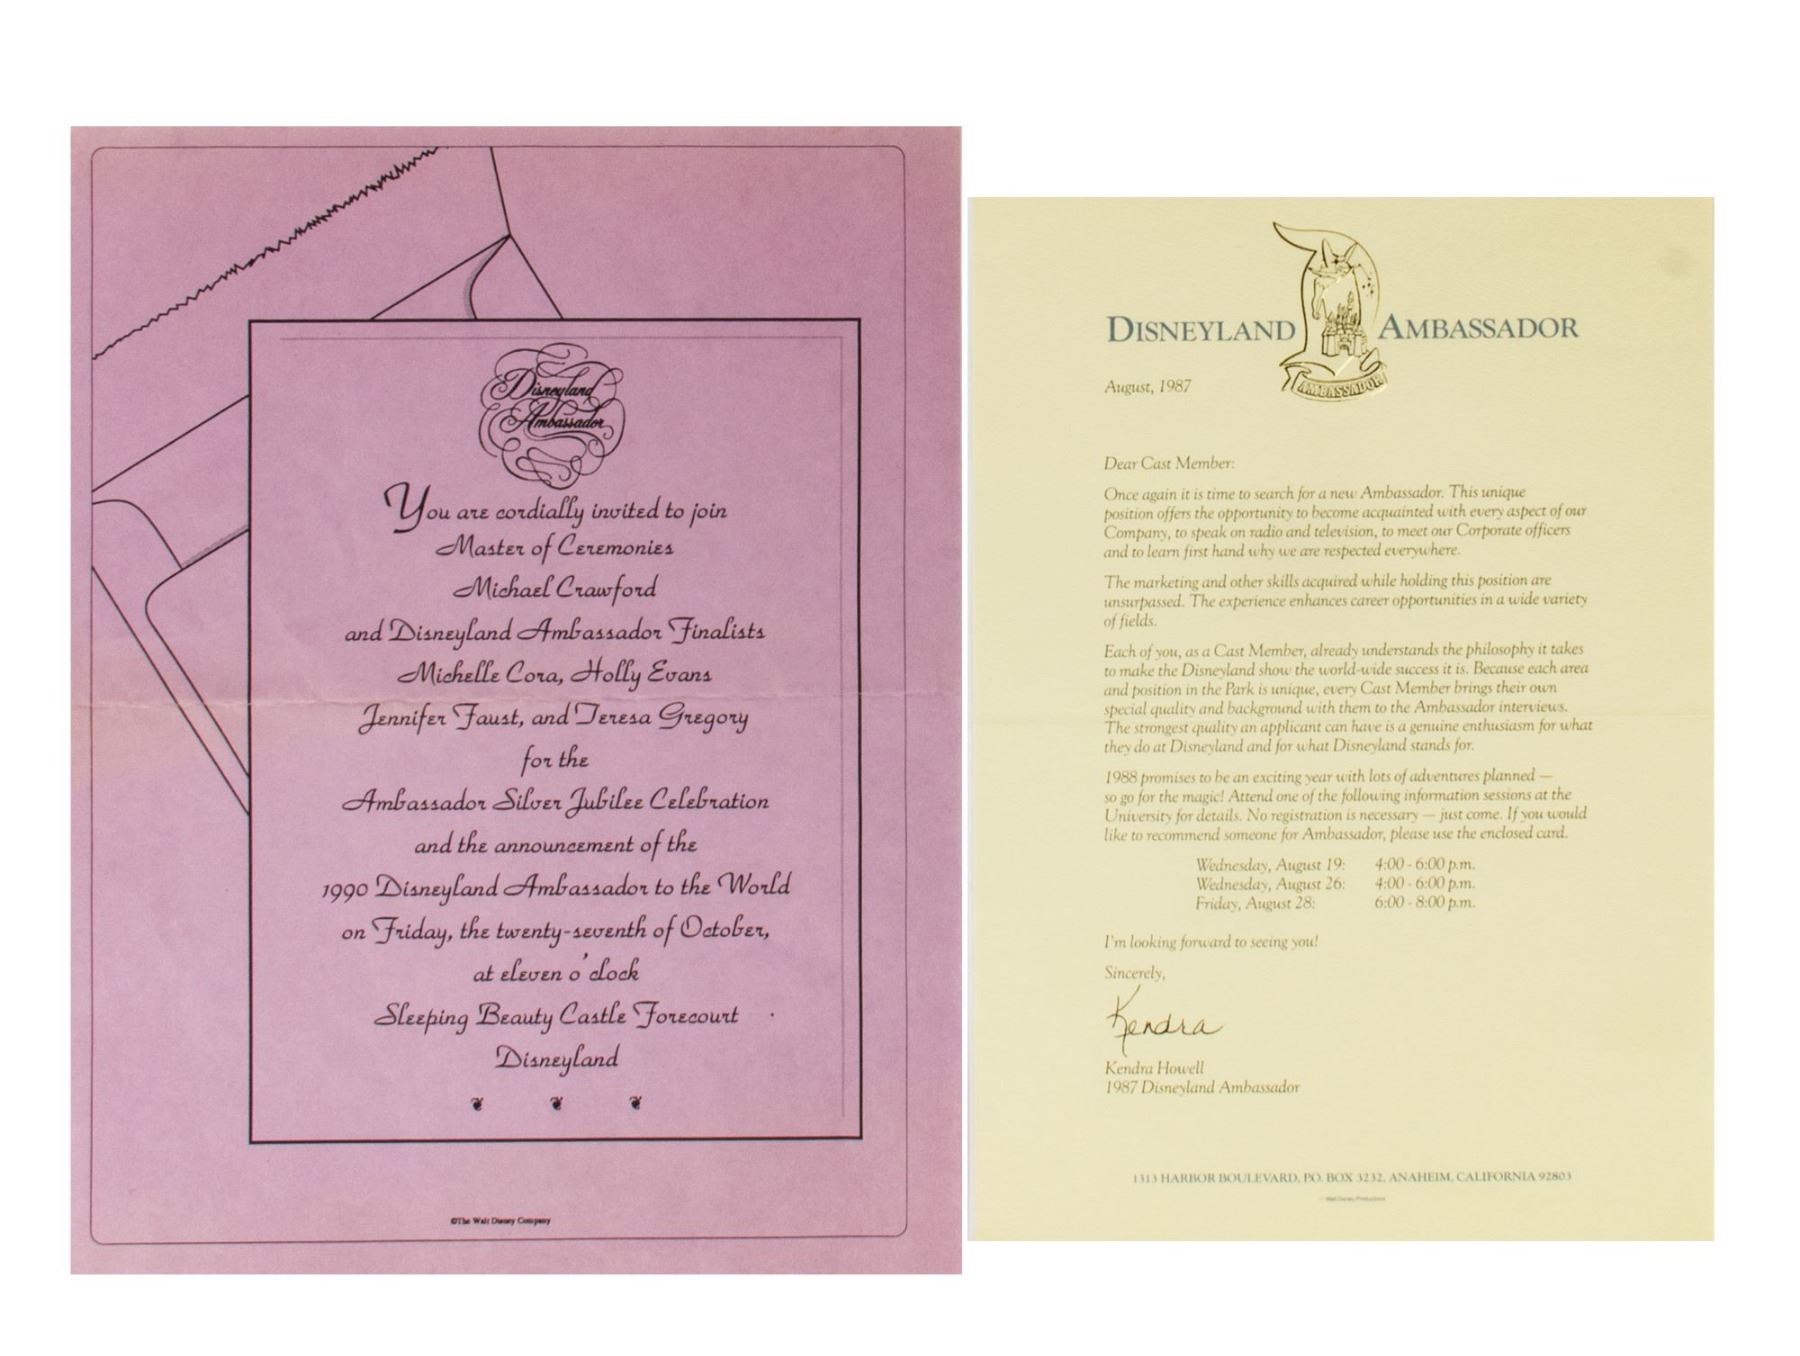 Disneyland
Ambassador
You are cordially invited to join
Master of Ceremonies
Michael Crawford
and Disneyland Ambassador Finalists
Michelle Cora, Holly Evans
Jennifer Faust, and Teresa Gregory
for the
Ambassador Silver Jubilee Celebration
and the announcement of the
1990 Disneyland Ambassador to the World
on Friday, the twenty-seventh of October,
at eleven o'clock
Sleeping Beauty Castle Forecourt
Disneyland
©The Walt Disney Company
DISNEYLAND AMBASSADOR
AMBASSADOR
August, 1987
Dear Cast Member:
Once again it is time to search for a new Ambassador. This unique
position offers the opportunity to become acquainted with every aspect of our
Company, to speak on radio and television, to meet our Corporate officers
and to learn first hand why we are respected everywhere.
The marketing and other skills acquired while holding this position are
unsurpassed. The experience enhances career opportunities in a wide variety
of fields.
Each of you, as a Cast Member, already understands the philosophy it takes
to make the Disneyland show the world-wide success it is. Because each area
and position in the Park is unique, every Cast Member brings their own
special quality and background with them to the Ambassador interviews.
The strongest quality an applicant can have is a genuine enthusiasm for what
they do at Disneyland and for what Disneyland stands for.
1988 promises to be an exciting year with lots of adventures planned —
so go for the magic! Attend one of the following information sessions at the
University for details. No registration is necessary — just come. If you would
like to recommend someone for Ambassador, please use the enclosed card.
Wednesday, August 19: 4:00 - 6:00 p.m.
Wednesday, August 26: 4:00 - 6:00 p.m.
Friday, August 28: 6:00 - 8:00 p.m.
I'm looking forward to seeing you!
Sincerely,
Kendra
Kendra Howell
1987 Disneyland Ambassador
1313 HARBOR BOULEVARD, P.O. BOX 3232, ANAHEIM, CALIFORNIA 92803
© Walt Disney Productions